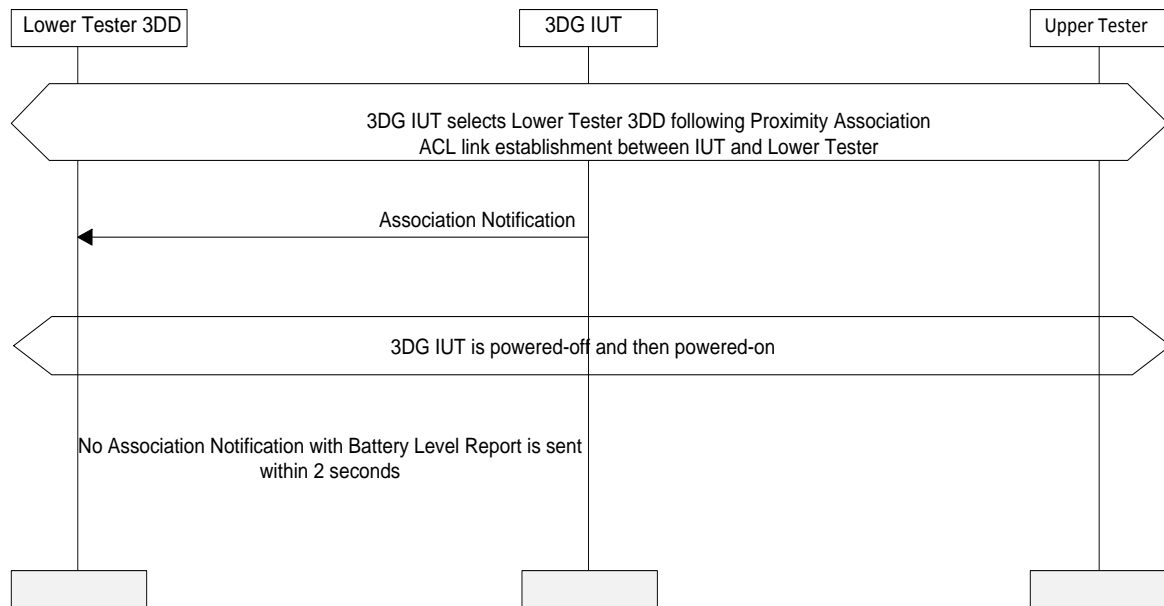 Lower Tester 3DD
3DG IUT
Upper Tester
3DG IUT selects Lower Tester 3DD following Proximity Association
ACL link establishment between IUT and Lower Tester
Association Notification
3DG IUT is powered-off and then powered-on
No Association Notification with Battery Level Report is sent
within 2 seconds